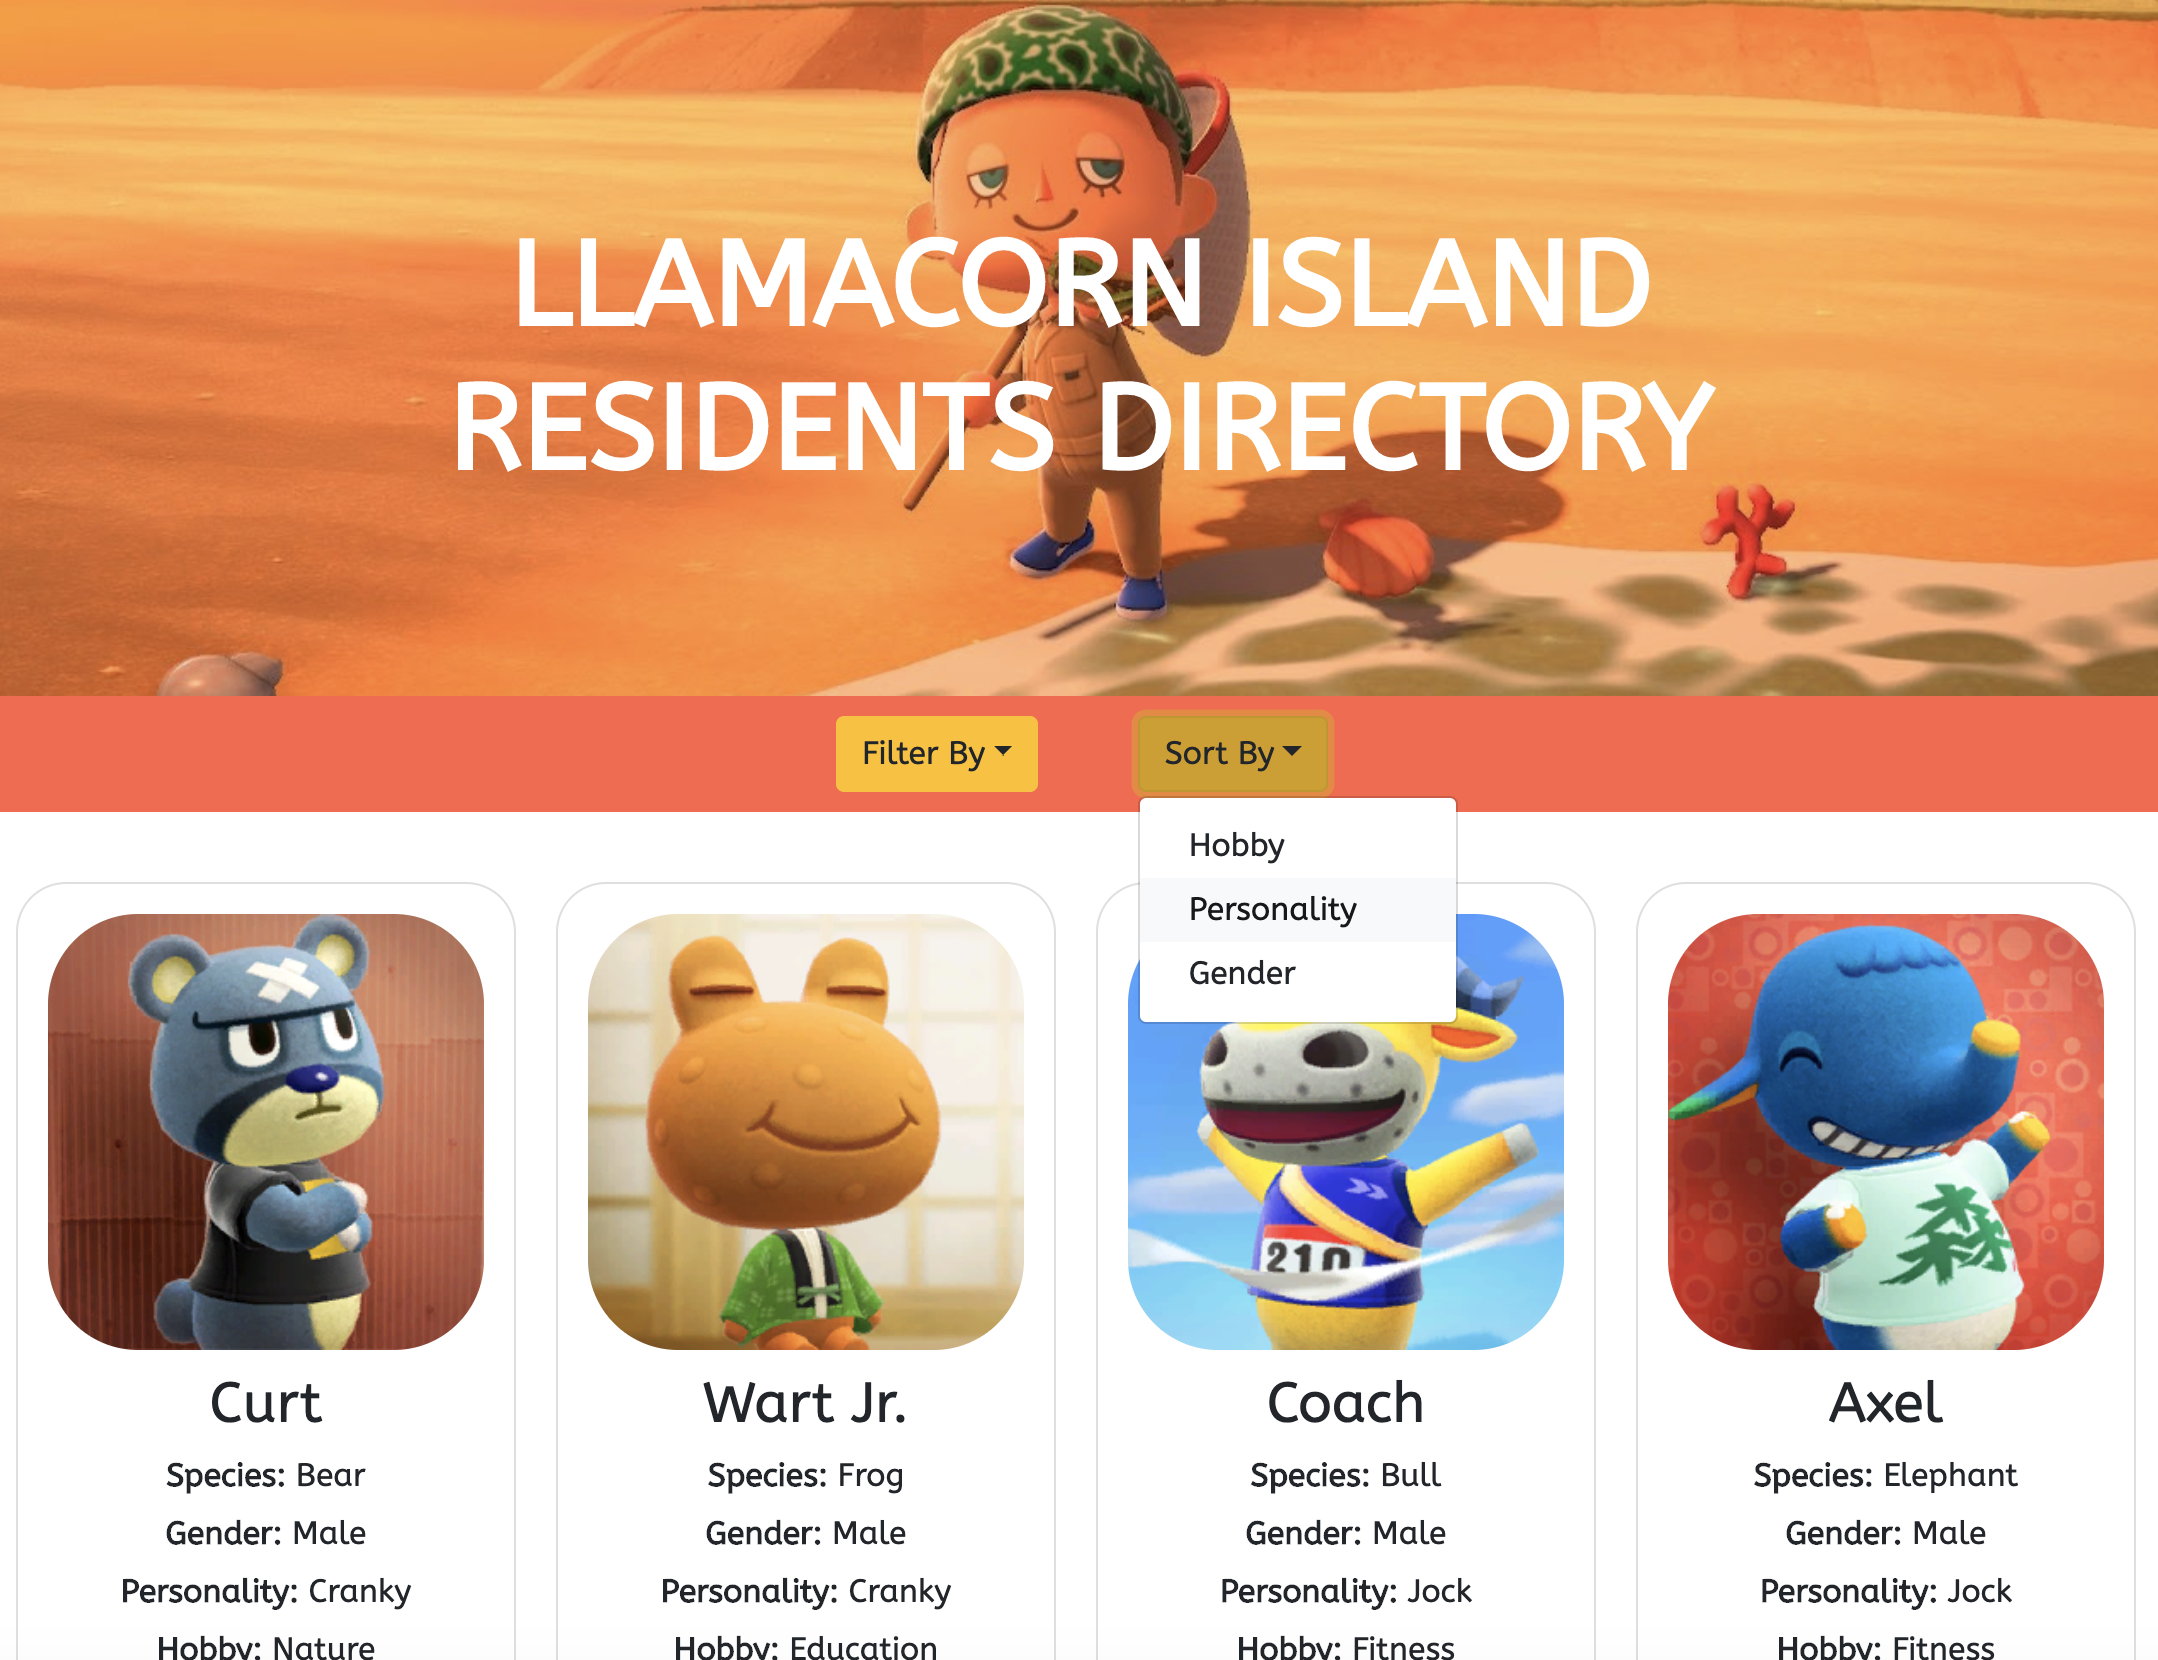 LLAMACORN ISLAND
RESIDENTS DIRECTORY
Filter By
Sort By
Hobby
Personality
Gender
210
森
Curt
Species: Bear
Gender: Male
Personality: Cranky
Hobby: Nature
Wart Jr.
Species: Frog
Gender: Male
Personality: Cranky
Hobby: Education
Coach
Species: Bull
Gender: Male
Personality: Jock
Hobby: Fitness
Axel
Species: Elephant
Gender: Male
Personality: Jock
Hobby: Fitness